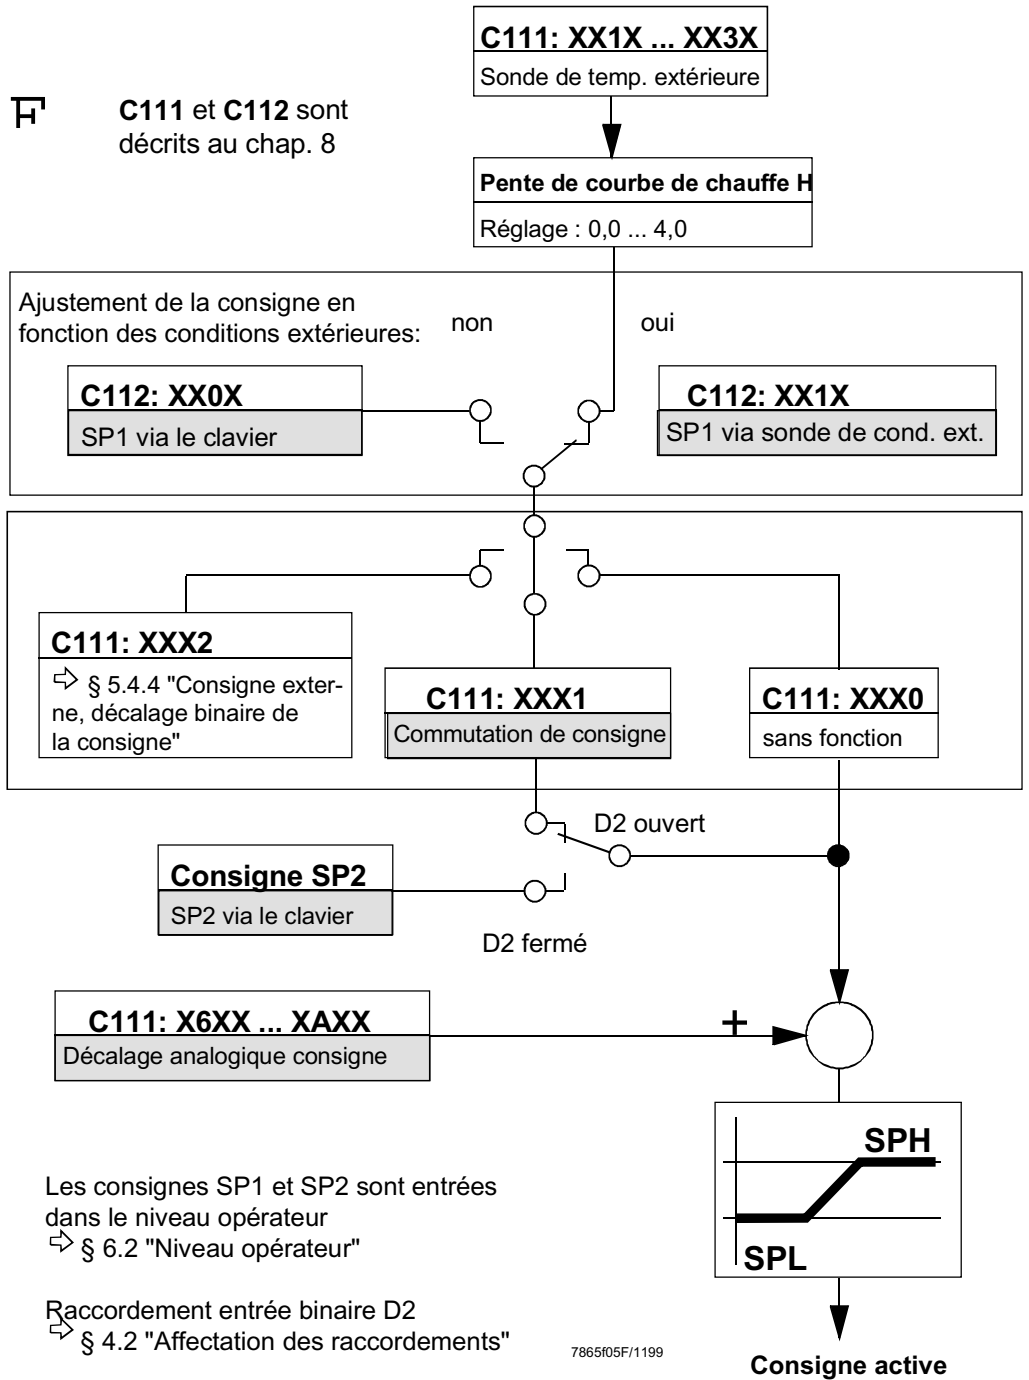 C111: XX1X ... XX3X
Sonde de temp. extérieure
C111 et C112 sont
décrits au chap. 8
Pente de courbe de chauffe H
Réglage : 0,0 ... 4,0
Ajustement de la consigne en
fonction des conditions extérieures:
non
oui
C112: XX0X
SP1 via le clavier
C112: XX1X
SP1 via sonde de cond. ext.
C111: XXX2
§ 5.4.4 "Consigne exter-
ne, décalage binaire de
la consigne"
C111: XXX1
Commutation de consigne
C111: XXX0
sans fonction
D2 ouvert
Consigne SP2
SP2 via le clavier
D2 fermé
C111: X6XX ... XAXX
Décalage analogique consigne
+
SPH
SPL
Les consignes SP1 et SP2 sont entrées
dans le niveau opérateur
§ 6.2 "Niveau opérateur"
Raccordement entrée binaire D2
§ 4.2 "Affectation des raccordements"
7865f05F/1199
Consigne active